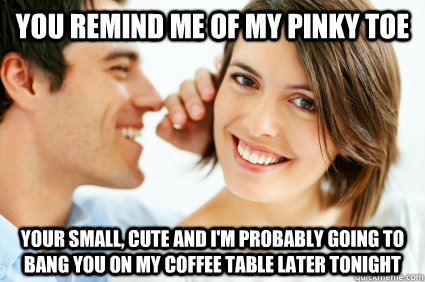 YOU REMIND ME OF MY PINKY TOE
YOUR SMALL, CUTE AND I'M PROBABLY GOING TO
BANG YOU ON MY COFFEE TABLE LATER TONIGHT
quickmeme.com